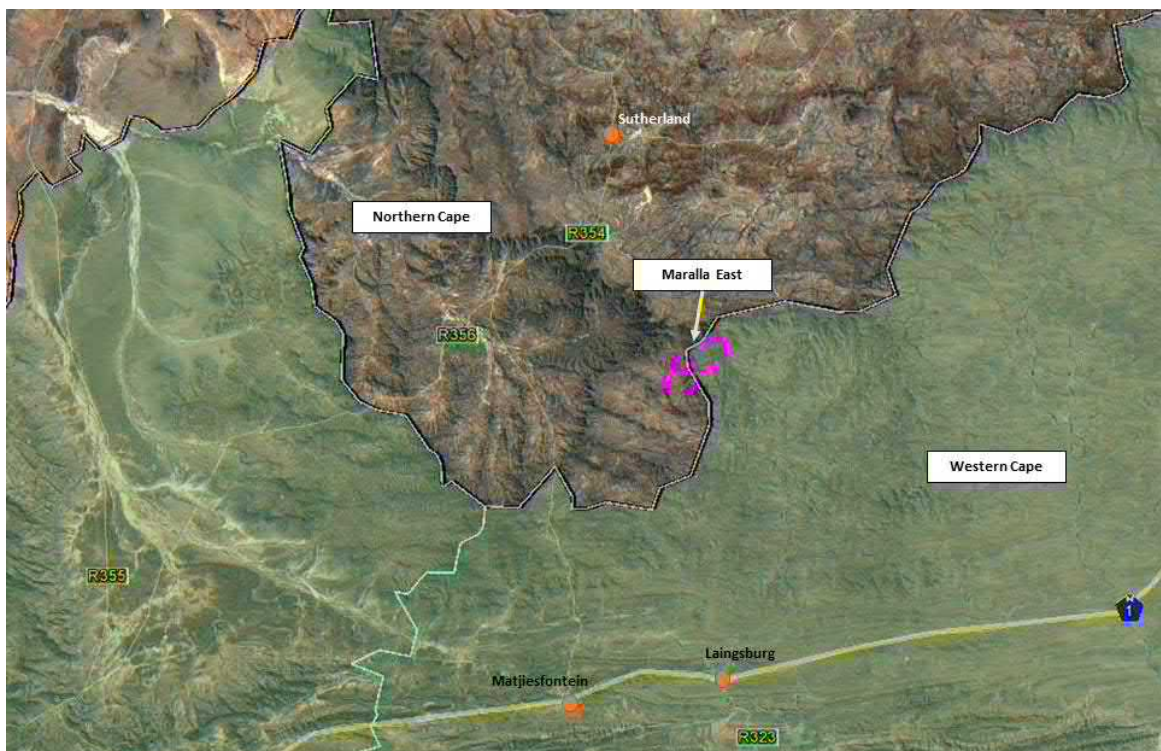 Sutherland
Northern Cape
R354
Maralla East
R356
Western Cape
R355
1
Laingsburg
Matjiesfontein
R323